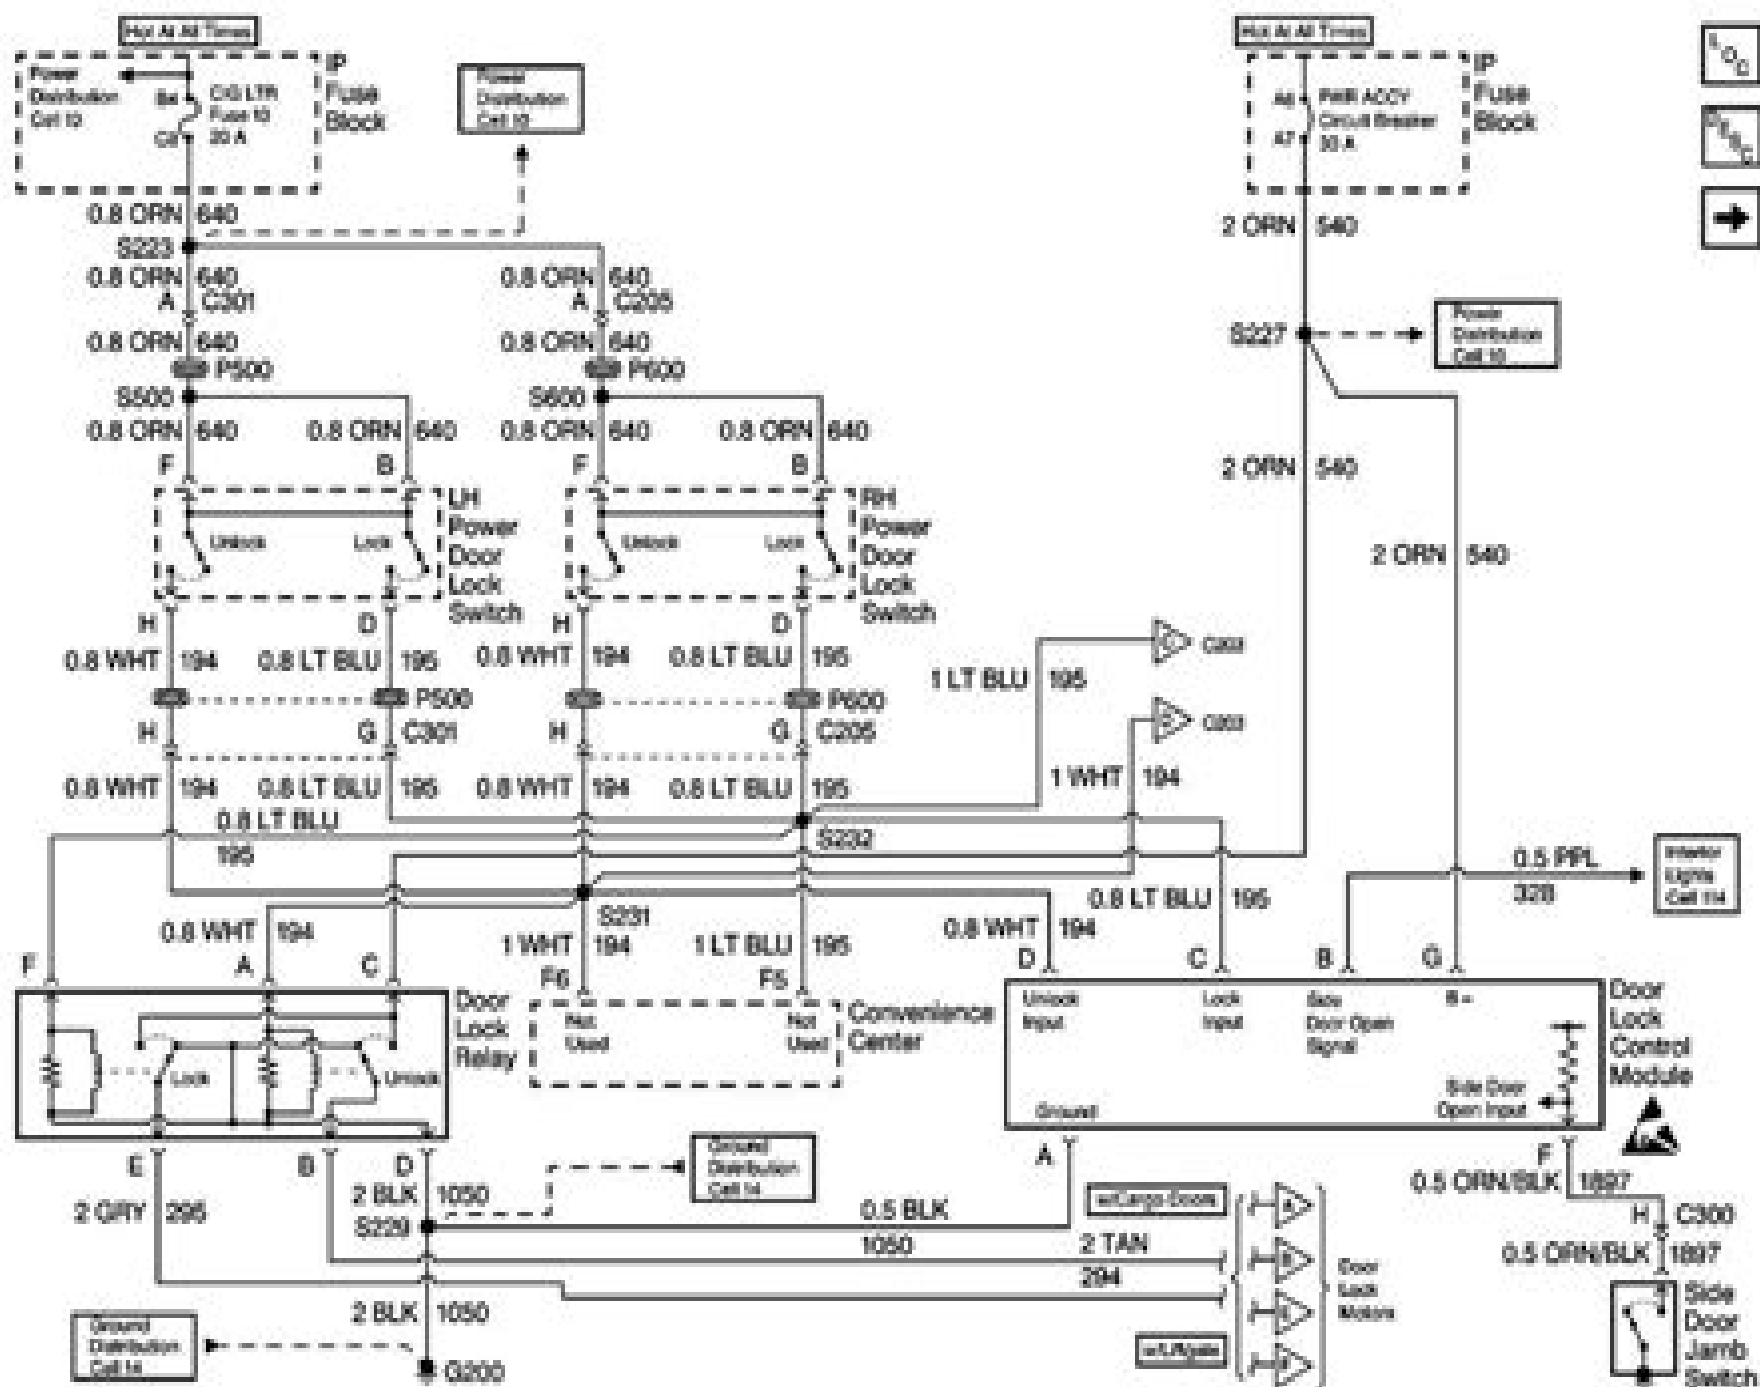 Hot At All Times
Power
Distribution
Cell 10
B4
C2
CIG LTR
Fuse 10
20 A
IP
Fuse
Block
Power
Distribution
Cell 10
0.8 ORN 640
S223
0.8 ORN 640
A C301
0.8 ORN 640
P500
S500
0.8 ORN 640
0.8 ORN 640
F B
0.8 ORN 640
A C205
0.8 ORN 640
P600
S600
0.8 ORN 640
0.8 ORN 640
F B
Unlock
Lock
LH
Power
Door
Lock
Switch
Unlock
Lock
RH
Power
Door
Lock
Switch
H D
0.8 WHT 194
0.8 LT BLU 195
P500
H G C301
0.8 WHT 194
0.8 LT BLU 195
H D
0.8 WHT 194
0.8 LT BLU 195
P600
H G C205
0.8 WHT 194
0.8 LT BLU 195
Hot At All Times
A6
A7
PWR ACCY
Circuit Breaker
30 A
IP
Fuse
Block
LOC
DESC
2 ORN 540
S227
Power
Distribution
Cell 10
2 ORN 540
2 ORN 540
1 LT BLU 195
C C203
1 WHT 194
C203
0.8 LT BLU
195
S232
S231
0.8 WHT 194
1 WHT 194
1 LT BLU 195
0.8 WHT 194
0.8 LT BLU 195
0.5 PPL
328
Interior
Lights
Cell 114
F A C
F6 F5
D C B G
Door
Lock
Relay
Lock
Unlock
Not
Used
Not
Used
Convenience
Center
Unlock
Input
Lock
Input
Side
Door Open
Signal
B+
Side Door
Open Input
Ground
Door
Lock
Control
Module
E B D
A F
2 GRY 295
2 BLK 1050
S229
Ground
Distribution
Cell 14
0.5 BLK
1050
2 TAN
294
2 BLK 1050
Ground
Distribution
Cell 14
G200
w/Cargo Doors
w/Liftgate
Door
Lock
Motors
0.5 ORN/BLK 1897
H C300
0.5 ORN/BLK 1897
Side
Door
Jamb
Switch